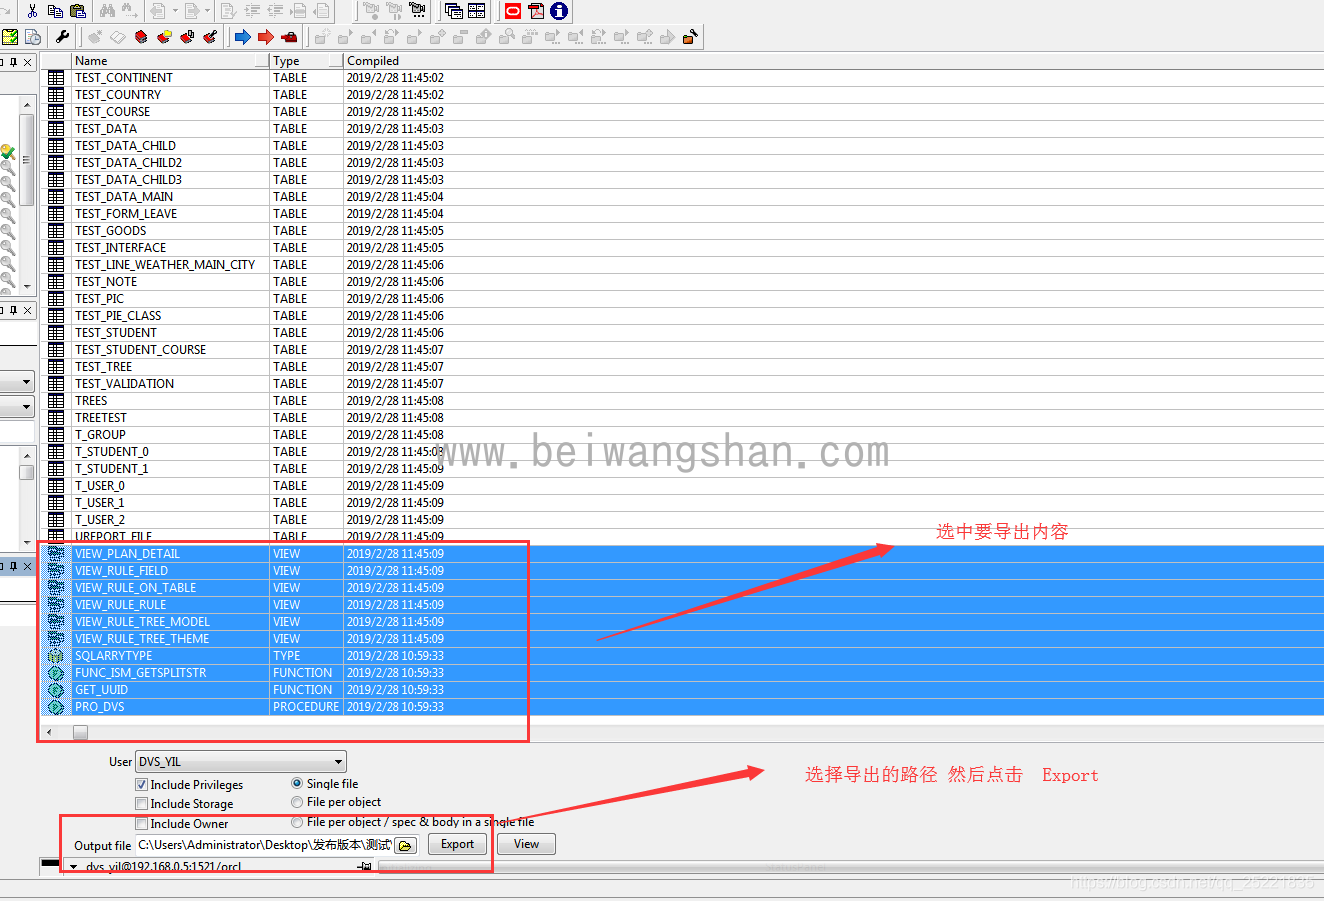 Name Type Compiled
TEST_CONTINENT TABLE 2019/2/28 11:45:02
TEST_COUNTRY TABLE 2019/2/28 11:45:02
TEST_COURSE TABLE 2019/2/28 11:45:02
TEST_DATA TABLE 2019/2/28 11:45:03
TEST_DATA_CHILD TABLE 2019/2/28 11:45:03
TEST_DATA_CHILD2 TABLE 2019/2/28 11:45:03
TEST_DATA_CHILD3 TABLE 2019/2/28 11:45:03
TEST_DATA_MAIN TABLE 2019/2/28 11:45:04
TEST_FORM_LEAVE TABLE 2019/2/28 11:45:04
TEST_GOODS TABLE 2019/2/28 11:45:05
TEST_INTERFACE TABLE 2019/2/28 11:45:05
TEST_LINE_WEATHER_MAIN_CITY TABLE 2019/2/28 11:45:06
TEST_NOTE TABLE 2019/2/28 11:45:06
TEST_PIC TABLE 2019/2/28 11:45:06
TEST_PIE_CLASS TABLE 2019/2/28 11:45:06
TEST_STUDENT TABLE 2019/2/28 11:45:06
TEST_STUDENT_COURSE TABLE 2019/2/28 11:45:07
TEST_TREE TABLE 2019/2/28 11:45:07
TEST_VALIDATION TABLE 2019/2/28 11:45:07
TREES TABLE 2019/2/28 11:45:08
TREETEST TABLE 2019/2/28 11:45:08
T_GROUP TABLE 2019/2/28 11:45:08
T_STUDENT_0 TABLE 2019/2/28 11:45:08
www.beiwangshan.com
T_STUDENT_1 TABLE 2019/2/28 11:45:09
T_USER_0 TABLE 2019/2/28 11:45:09
T_USER_1 TABLE 2019/2/28 11:45:09
T_USER_2 TABLE 2019/2/28 11:45:09
UREPORT_FILE TABLE 2019/2/28 11:45:09
选中要导出内容
VIEW_PLAN_DETAIL VIEW 2019/2/28 11:45:09
VIEW_RULE_FIELD VIEW 2019/2/28 11:45:09
VIEW_RULE_ON_TABLE VIEW 2019/2/28 11:45:09
VIEW_RULE_RULE VIEW 2019/2/28 11:45:09
VIEW_RULE_TREE_MODEL VIEW 2019/2/28 11:45:09
VIEW_RULE_TREE_THEME VIEW 2019/2/28 11:45:09
SQLARRYTYPE TYPE 2019/2/28 10:59:33
FUNC_ISM_GETSPLITSTR FUNCTION 2019/2/28 10:59:33
GET_UUID FUNCTION 2019/2/28 10:59:33
PRO_DVS PROCEDURE 2019/2/28 10:59:33
User DVS_YIL
选择导出的路径 然后点击 Export
Include Privileges Single file
Include Storage File per object
Include Owner File per object / spec & body in a single file
Output file C:\Users\Administrator\Desktop\发布版本\测试 Export View
dvs_yil@192.168.0.5:1521/orcl
https://blog.csdn.net/qq_25221835